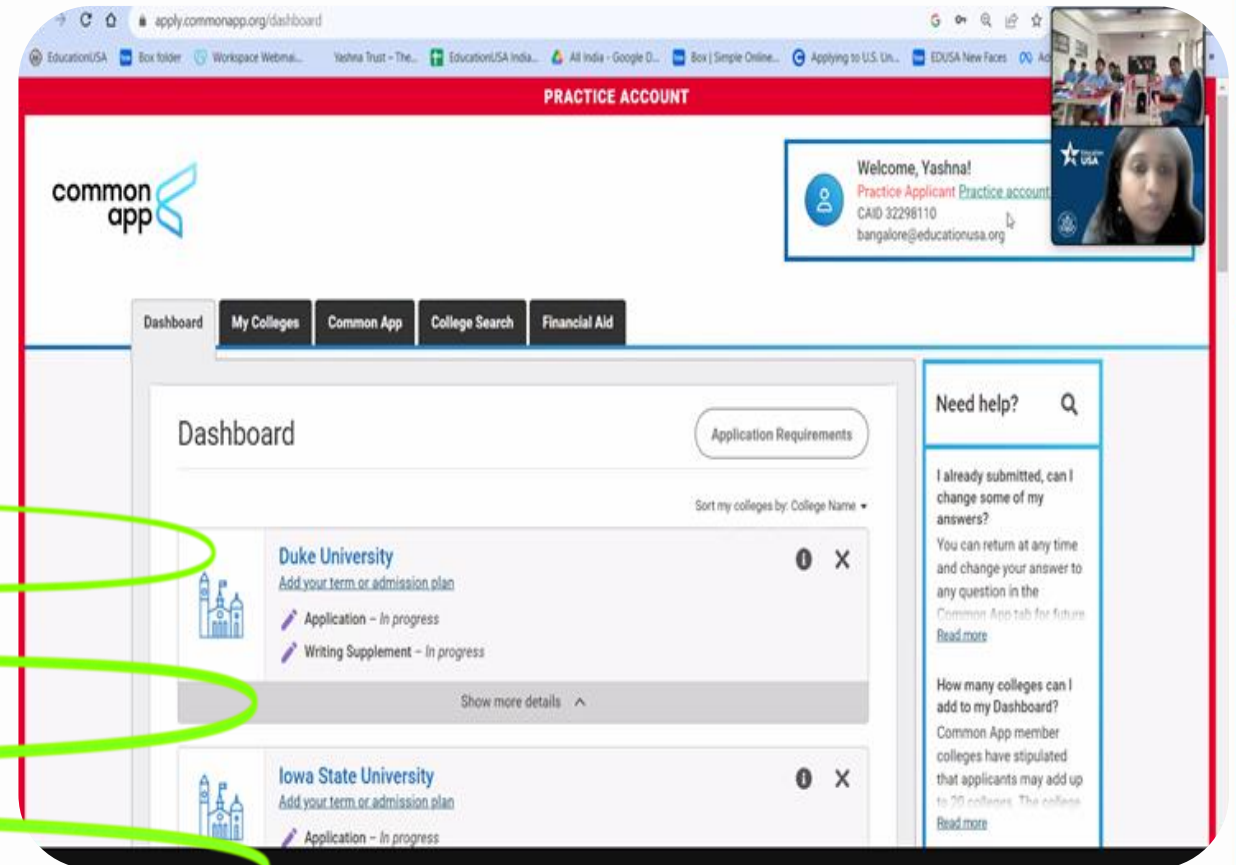 apply.commonapp.org/dashboard
EducationUSA Box folder Workspace Webmai... Yashna Trust – The... EducationUSA India... All India - Google D... Box | Simple Online... Applying to U.S. Un... EDUSA New Faces
PRACTICE ACCOUNT
common app
Welcome, Yashna!
Practice Applicant Practice account
CAID 32298110
bangalore@educationusa.org
Education
USA
Dashboard My Colleges Common App College Search Financial Aid
Dashboard
Application Requirements
Sort my colleges by: College Name
Duke University
Add your term or admission plan
Application – In progress
Writing Supplement – In progress
Show more details
Iowa State University
Add your term or admission plan
Application – In progress
Need help?
I already submitted, can I
change some of my
answers?
You can return at any time
and change your answer to
any question in the
Common App tab for future
Read more
How many colleges can I
add to my Dashboard?
Common App member
colleges have stipulated
that applicants may add up
to 20 colleges. The college
Read more